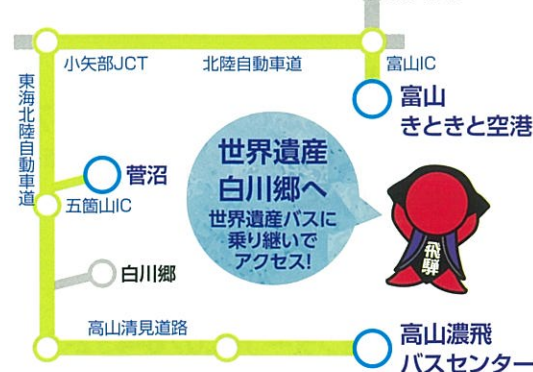 小矢部JCT
北陸自動車道
富山IC
富山
きときと空港
東海北陸自動車道
菅沼
五箇山IC
世界遺産
白川郷へ
世界遺産バスに
乗り継いで
アクセス!
飛騨
白川郷
高山清見道路
高山濃飛
バスセンター